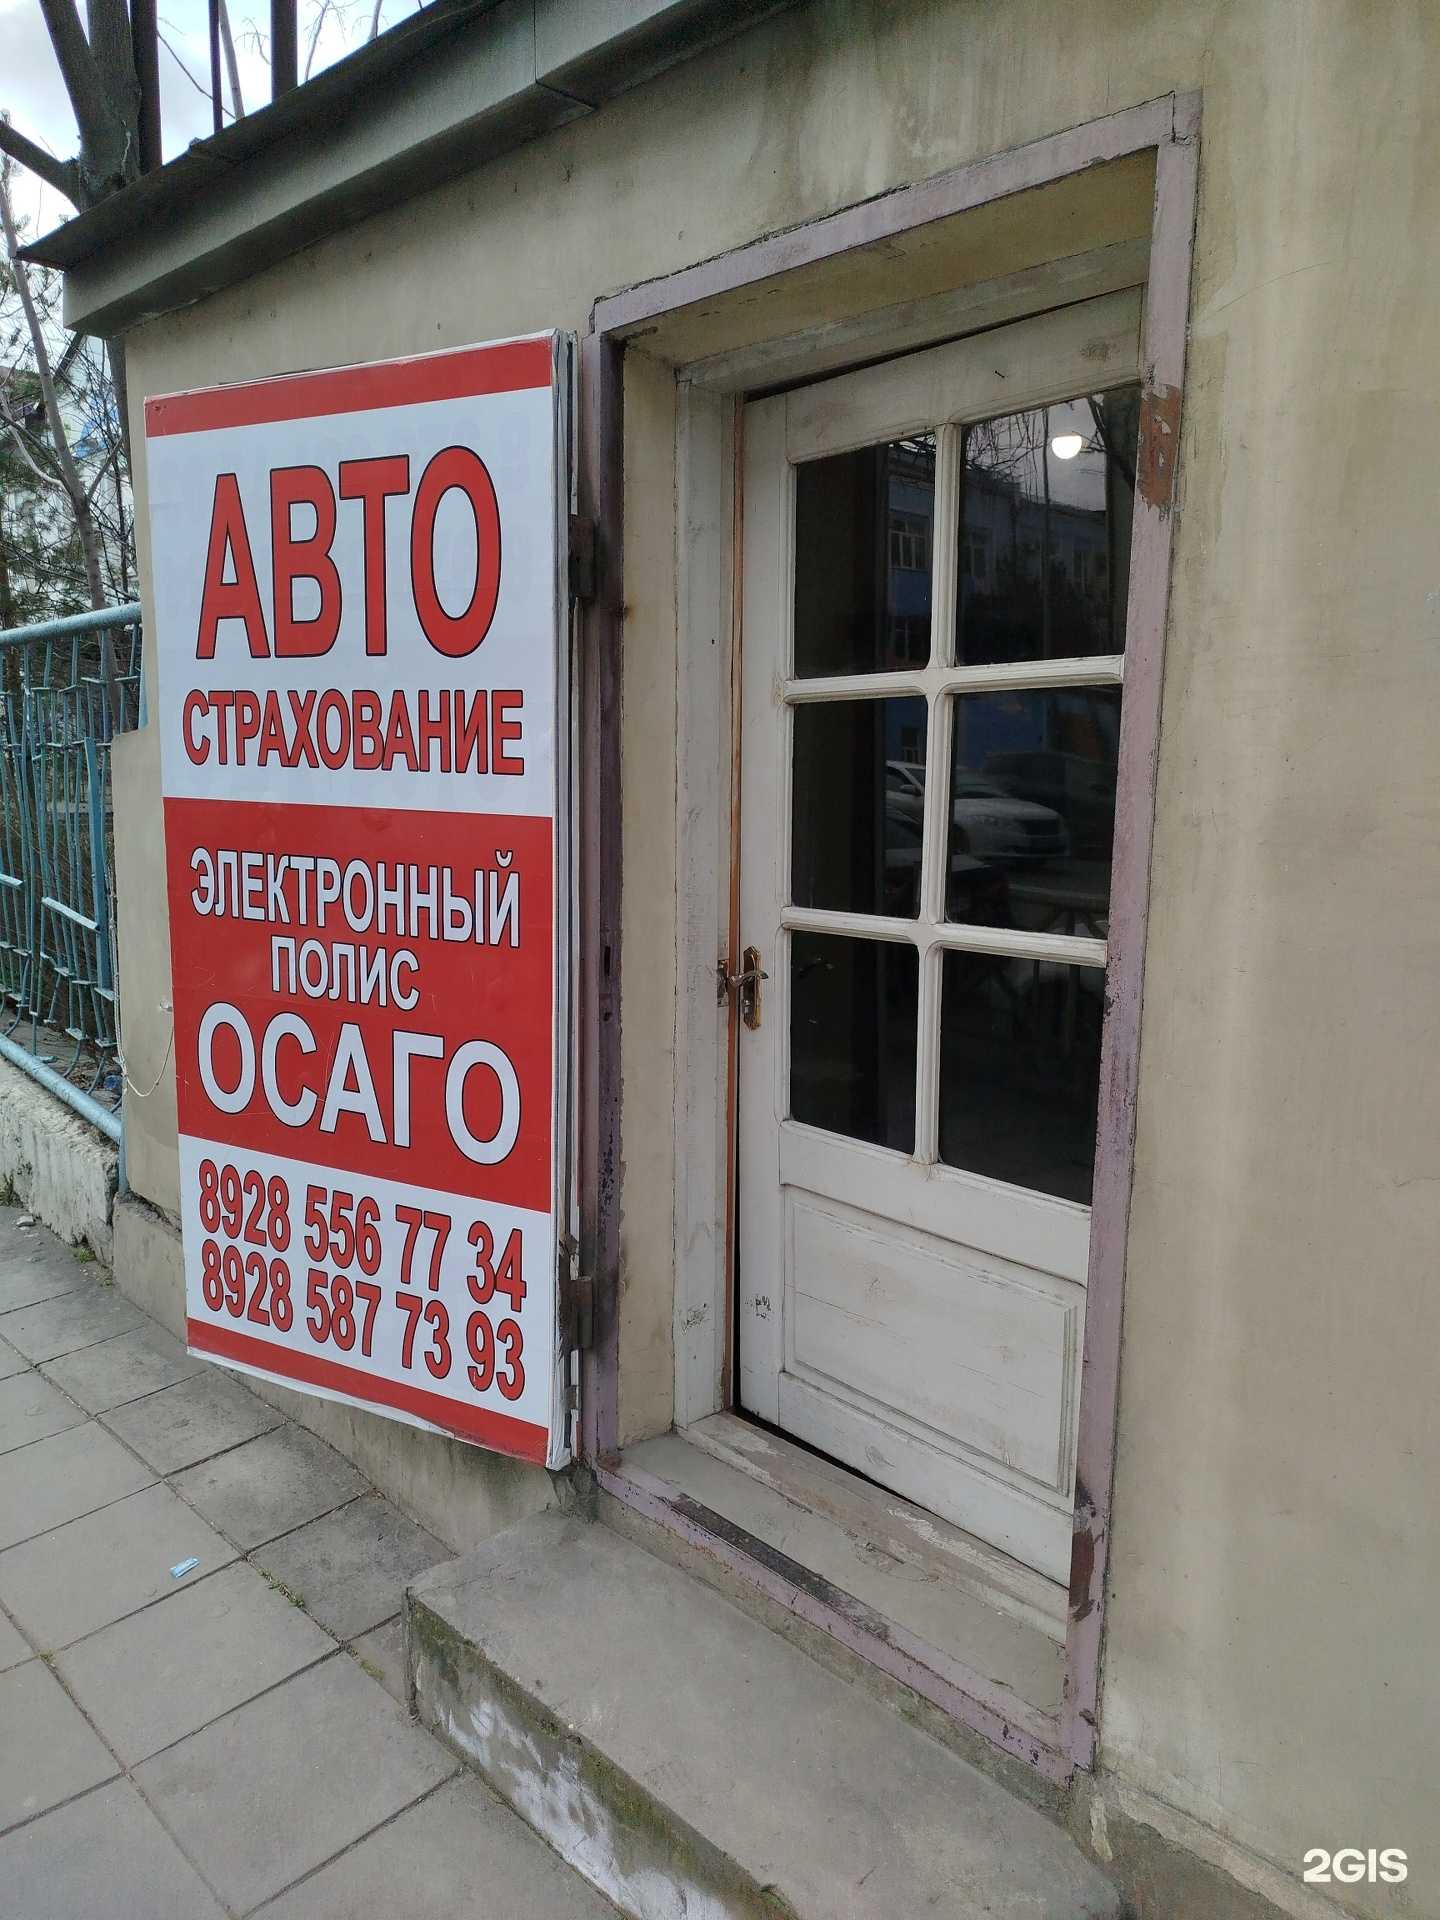 АВТО
СТРАХОВАНИЕ
ЭЛЕКТРОННЫЙ
ПОЛИС
ОСАГО
8928 556 77 34
8928 587 73 93
2GIS